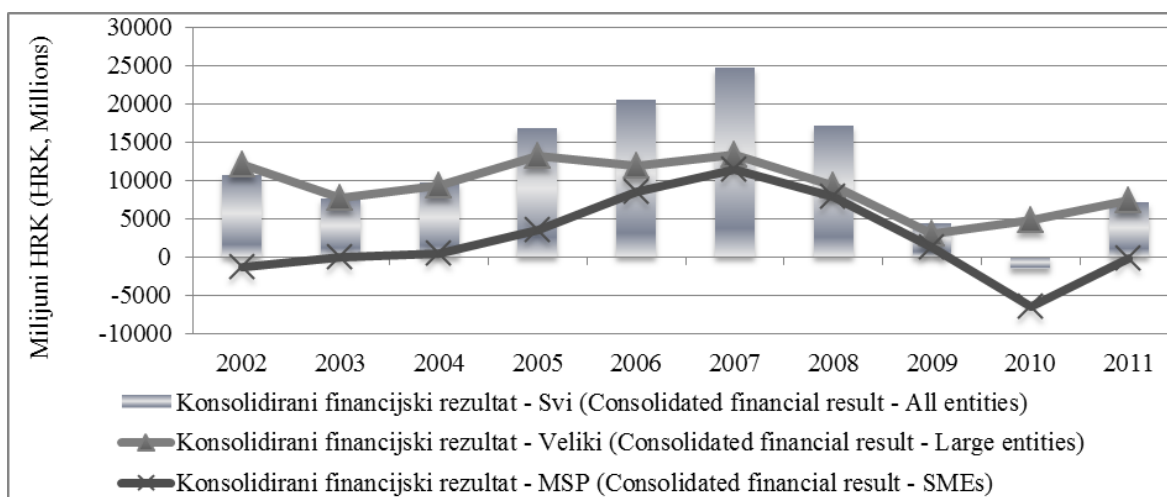 Milijuni HRK (HRK, Millions)
30000
25000
20000
15000
10000
5000
0
-5000
-10000
2002 2003 2004 2005 2006 2007 2008 2009 2010 2011
Konsolidirani financijski rezultat - Svi (Consolidated financial result - All entities)
Konsolidirani financijski rezultat - Veliki (Consolidated financial result - Large entities)
Konsolidirani financijski rezultat - MSP (Consolidated financial result - SMEs)